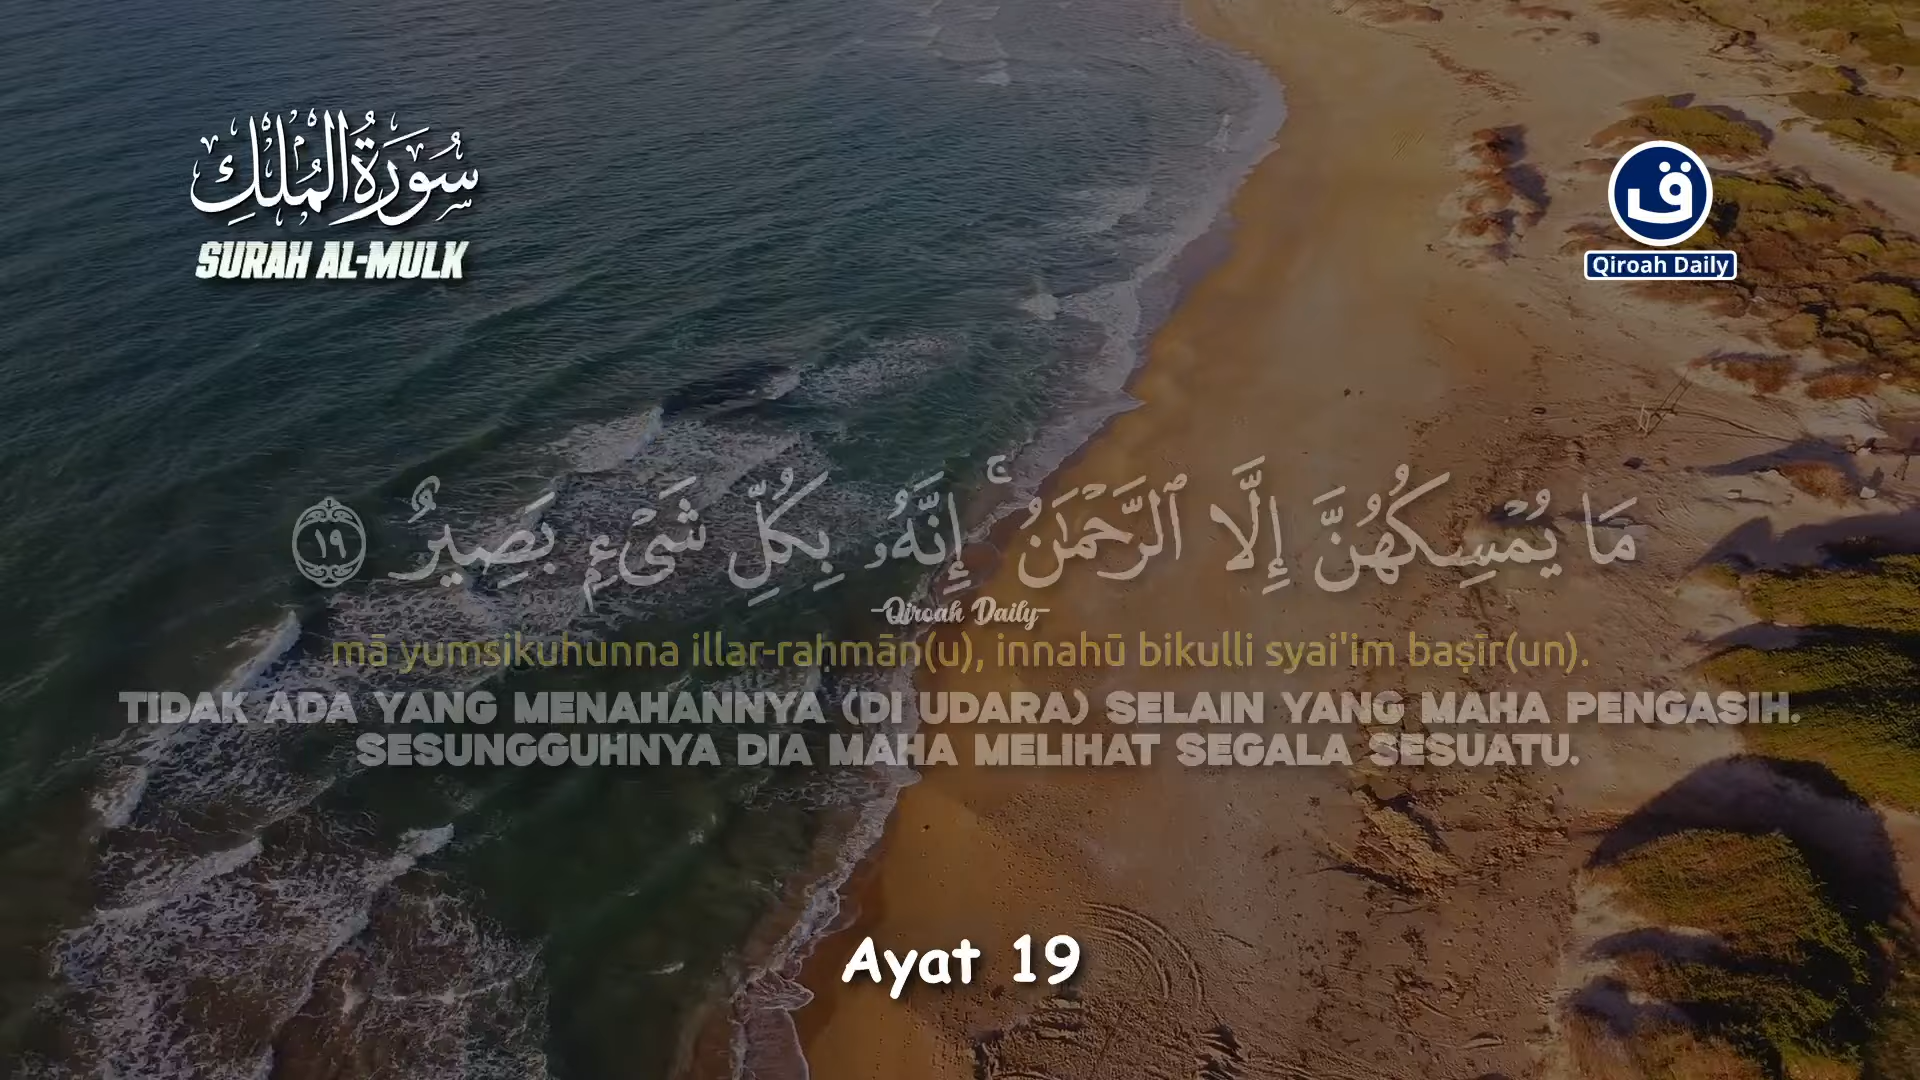 سُورَةُ الْمُلْكِ
SURAH AL-MULK
ق
Qiroah Daily
مَا يُمْسِكُهُنَّ إِلَّا ٱلرَّحْمَـٰنُ ۚ إِنَّهُۥ بِكُلِّ شَىْءٍۭ بَصِيرٌ ١٩
-Qiroah Daily-
mā yumsikuhunna illar-raḥmān(u), innahū bikulli syai'im baṣīr(un).
TIDAK ADA YANG MENAHANNYA (DI UDARA) SELAIN YANG MAHA PENGASIH.
SESUNGGUHNYA DIA MAHA MELIHAT SEGALA SESUATU.
Ayat 19